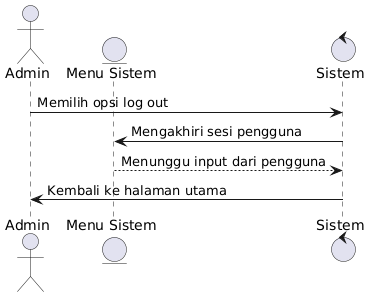 Admin Menu Sistem Sistem
Memilih opsi log out
Mengakhiri sesi pengguna
Menunggu input dari pengguna
Kembali ke halaman utama
Admin Menu Sistem Sistem